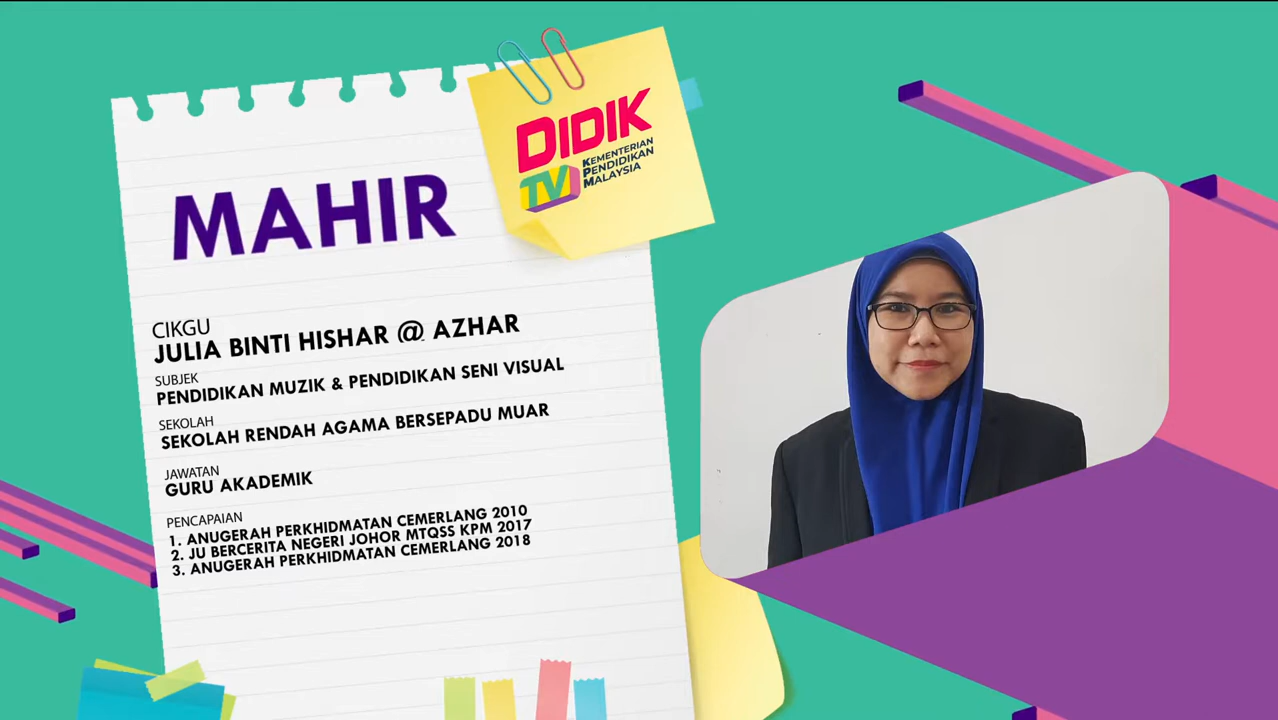 DIDIK
TV
KEMENTERIAN
PENDIDIKAN
MALAYSIA
MAHIR
CIKGU
JULIA BINTI HISHAR @ AZHAR
SUBJEK
PENDIDIKAN MUZIK & PENDIDIKAN SENI VISUAL
SEKOLAH
SEKOLAH RENDAH AGAMA BERSEPADU MUAR
JAWATAN
GURU AKADEMIK
PENCAPAIAN
1. ANUGERAH PERKHIDMATAN CEMERLANG 2010
2. JU BERCERITA NEGERI JOHOR MTQSS KPM 2017
3. ANUGERAH PERKHIDMATAN CEMERLANG 2018